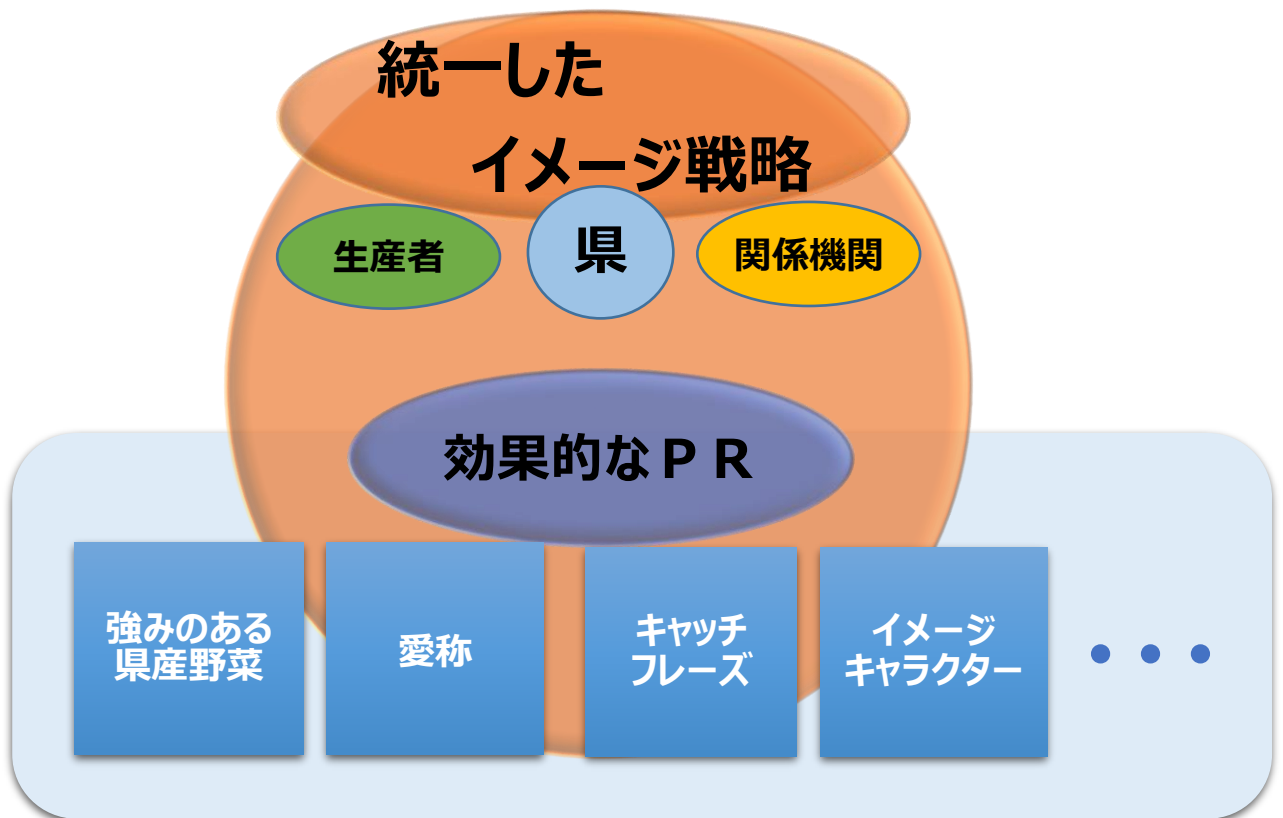 統一した
イメージ戦略
生産者
県
関係機関
効果的なＰＲ
強みのある
県産野菜
愛称
キャッチ
フレーズ
イメージ
キャラクター